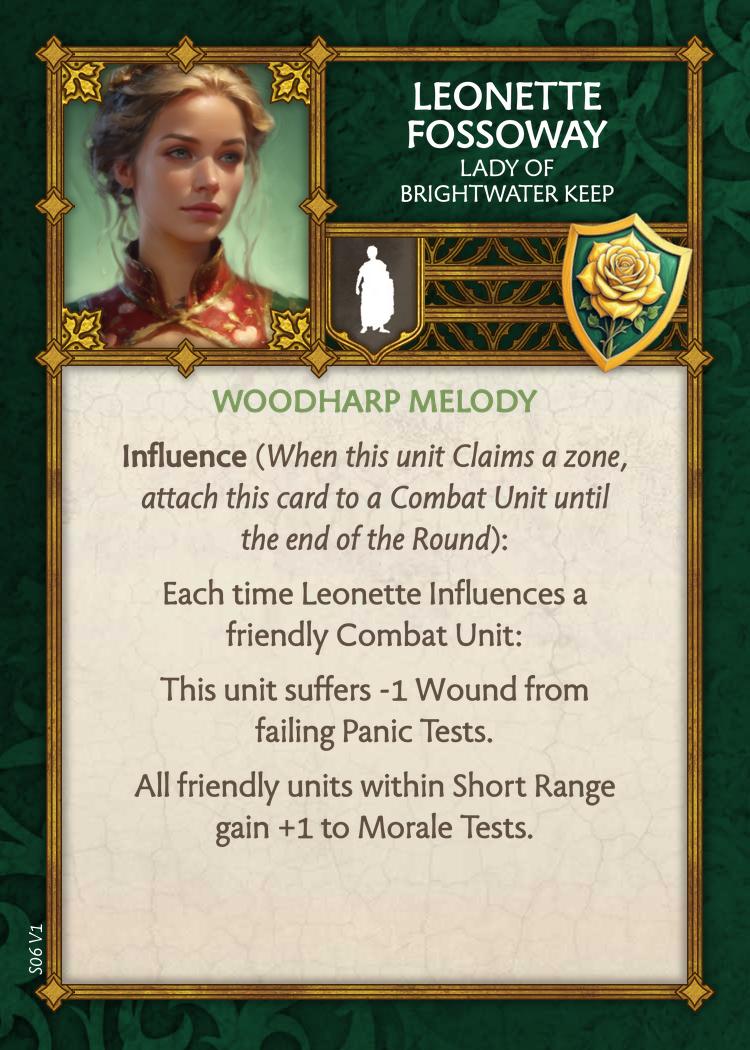 LEONETTE
FOSSOWAY
LADY OF
BRIGHTWATER KEEP
WOODHARP MELODY
Influence (When this unit Claims a zone,
attach this card to a Combat Unit until
the end of the Round):
Each time Leonette Influences a
friendly Combat Unit:
This unit suffers -1 Wound from
failing Panic Tests.
All friendly units within Short Range
gain +1 to Morale Tests.
S06 V1